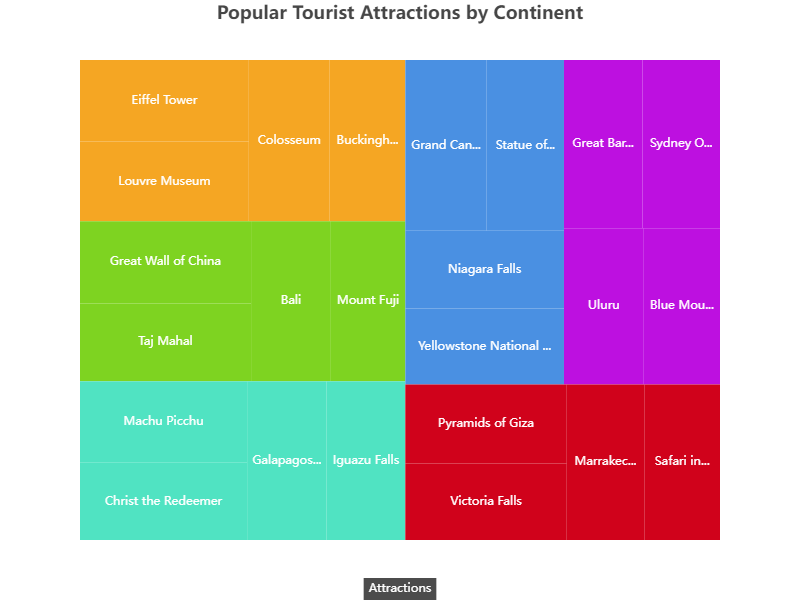 Popular Tourist Attractions by Continent
Eiffel Tower
Louvre Museum
Colosseum
Buckingh...
Great Wall of China
Taj Mahal
Bali
Mount Fuji
Machu Picchu
Christ the Redeemer
Galapagos...
Iguazu Falls
Grand Can...
Statue of...
Niagara Falls
Yellowstone National ...
Great Bar...
Sydney O...
Uluru
Blue Mou...
Pyramids of Giza
Victoria Falls
Marrakec...
Safari in...
Attractions